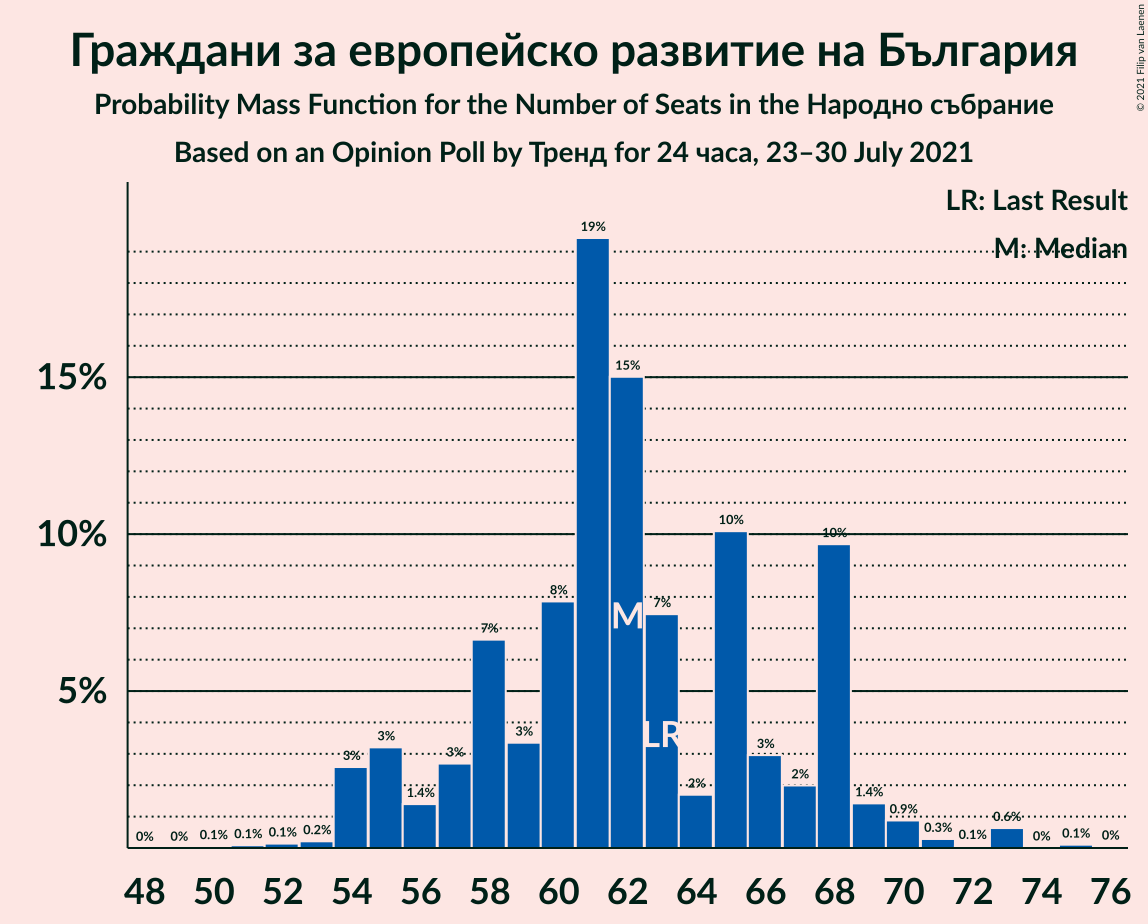 Граждани за европейско развитие на България
Probability Mass Function for the Number of Seats in the Народно събрание
Based on an Opinion Poll by Тренд for 24 часа, 23–30 July 2021
© 2021 Filip van Laenen
LR: Last Result
M: Median
15%
10%
5%
0% 0% 0.1% 0.1% 0.1% 0.2% 3% 3% 1.4% 3% 7% 3% 8% 19% 15% 7% 2% 10% 3% 2% 10% 1.4% 0.9% 0.3% 0.1% 0.6% 0% 0.1% 0%
M
LR
48 50 52 54 56 58 60 62 64 66 68 70 72 74 76